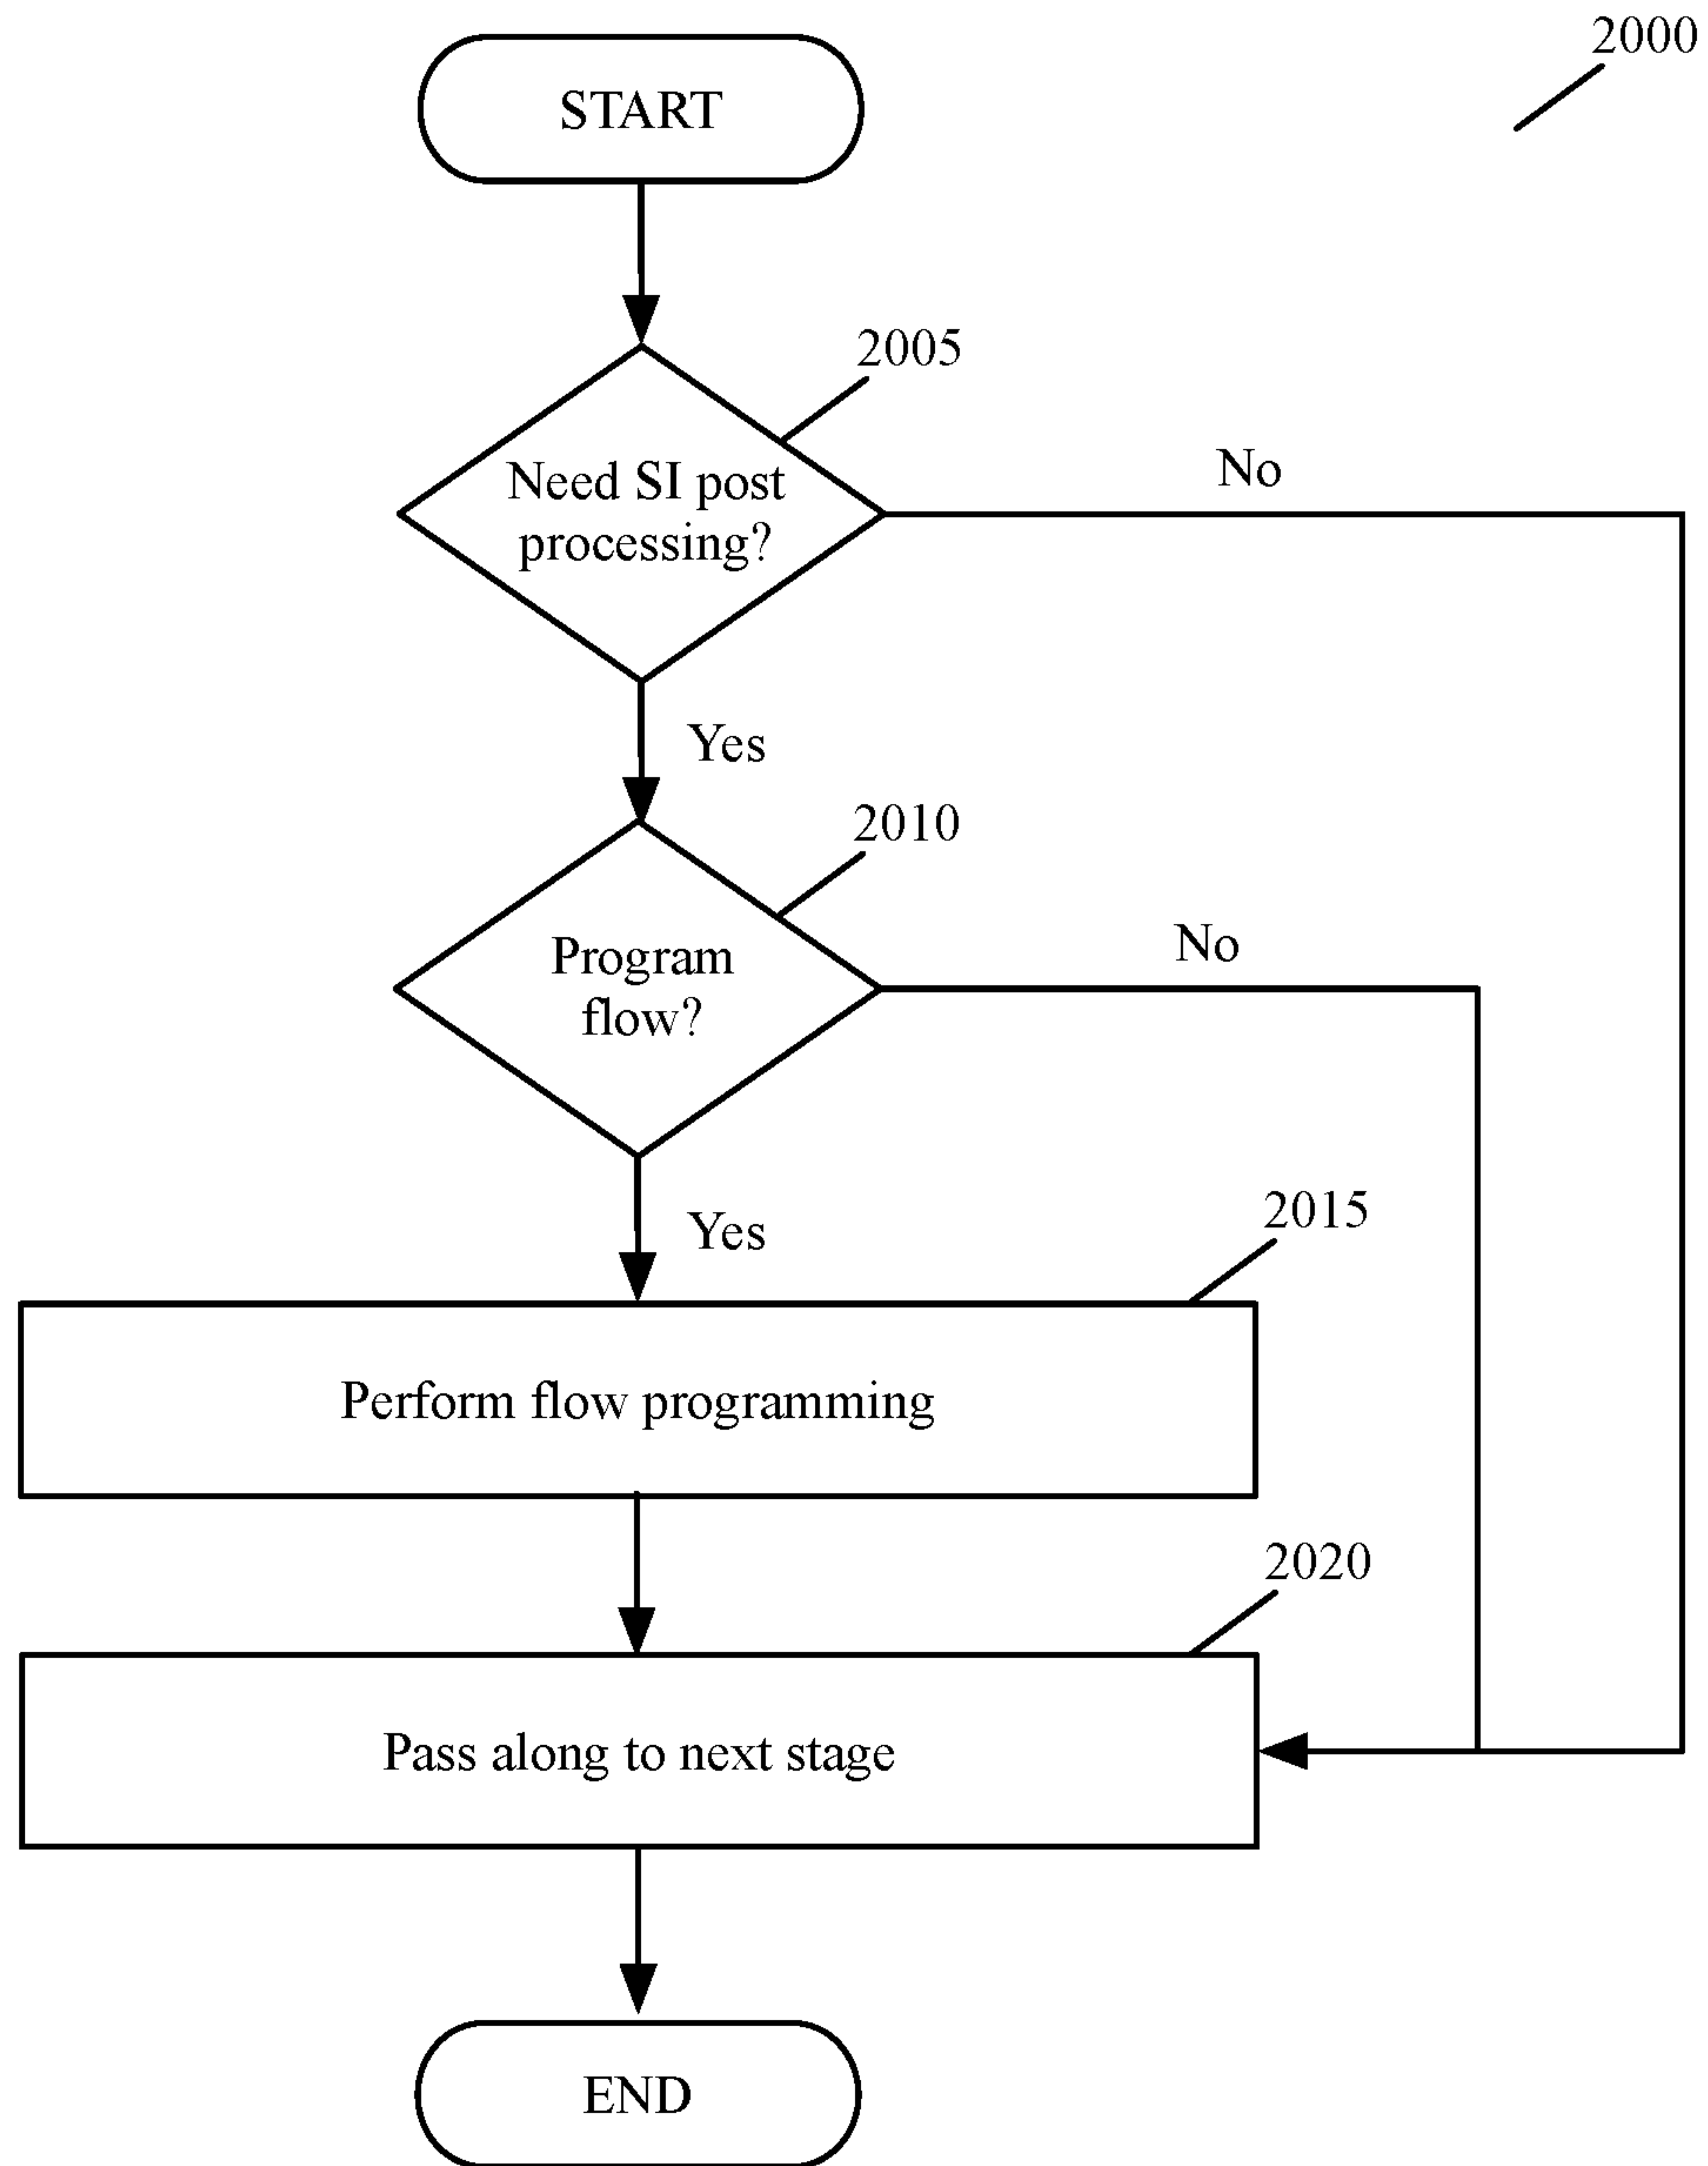 2000
START
2005
Need SI post
processing?
No
Yes
2010
Program
flow?
No
Yes
2015
Perform flow programming
2020
Pass along to next stage
END